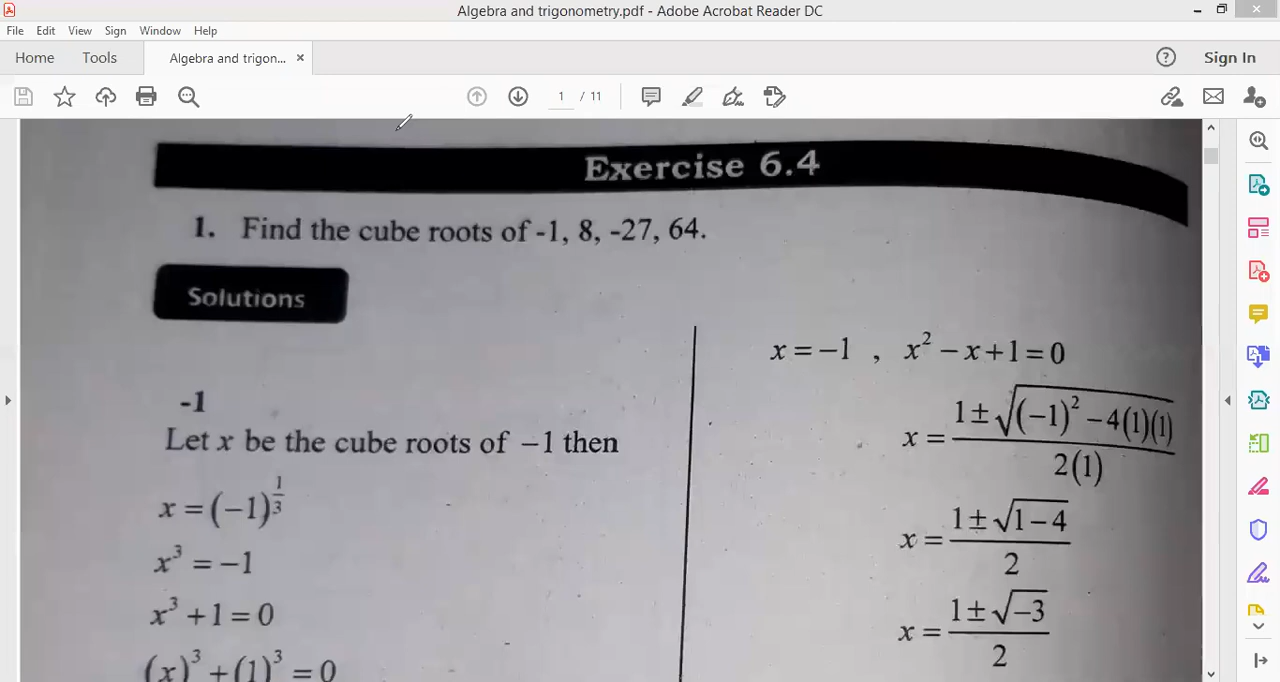 Algebra and trigonometry.pdf - Adobe Acrobat Reader DC
File Edit View Sign Window Help
Home Tools Algebra and trigon... × Sign In
1 / 11
Exercise 6.4
1. Find the cube roots of -1, 8, -27, 64.
Solutions
-1
Let x be the cube roots of −1 then
x = (−1)^(1/3)
x³ = −1
x³ + 1 = 0
(x)³ + (1)³ = 0
x = −1 , x² − x + 1 = 0
x = (1 ± √((−1)² − 4(1)(1))) / 2(1)
x = (1 ± √(1 − 4)) / 2
x = (1 ± √(−3)) / 2